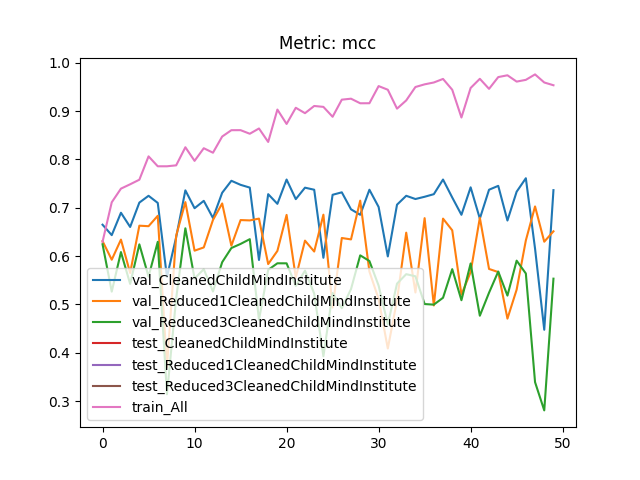 Metric: mcc
1.0
0.9
0.8
0.7
0.6
0.5
0.4
0.3
val_CleanedChildMindInstitute
val_Reduced1CleanedChildMindInstitute
val_Reduced3CleanedChildMindInstitute
test_CleanedChildMindInstitute
test_Reduced1CleanedChildMindInstitute
test_Reduced3CleanedChildMindInstitute
train_All
0 10 20 30 40 50